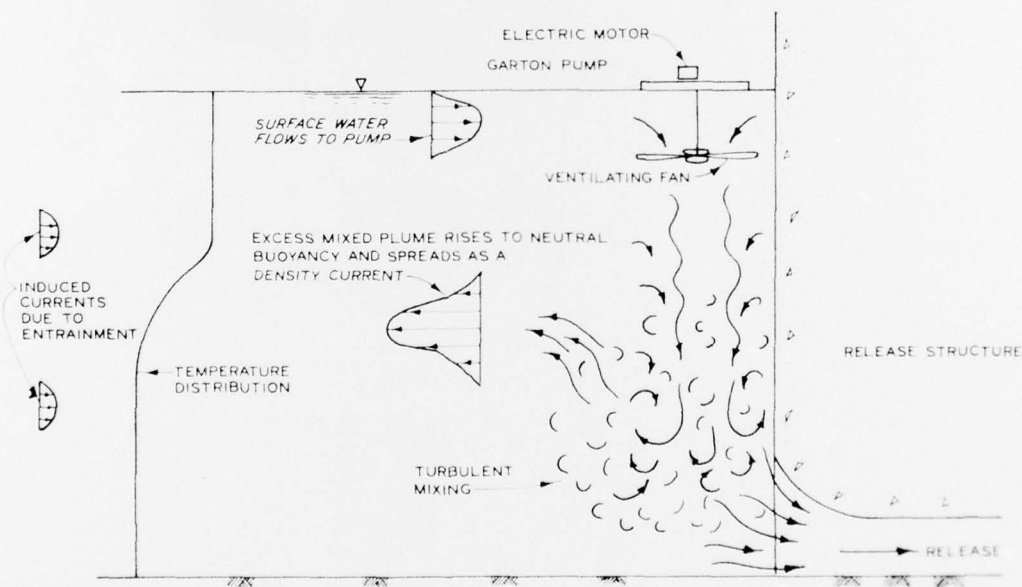 ELECTRIC MOTOR
GARTON PUMP
SURFACE WATER
FLOWS TO PUMP
VENTILATING FAN
EXCESS MIXED PLUME RISES TO NEUTRAL
BUOYANCY AND SPREADS AS A
DENSITY CURRENT
INDUCED
CURRENTS
DUE TO
ENTRAINMENT
TEMPERATURE
DISTRIBUTION
RELEASE STRUCTURE
TURBULENT
MIXING
RELEASE